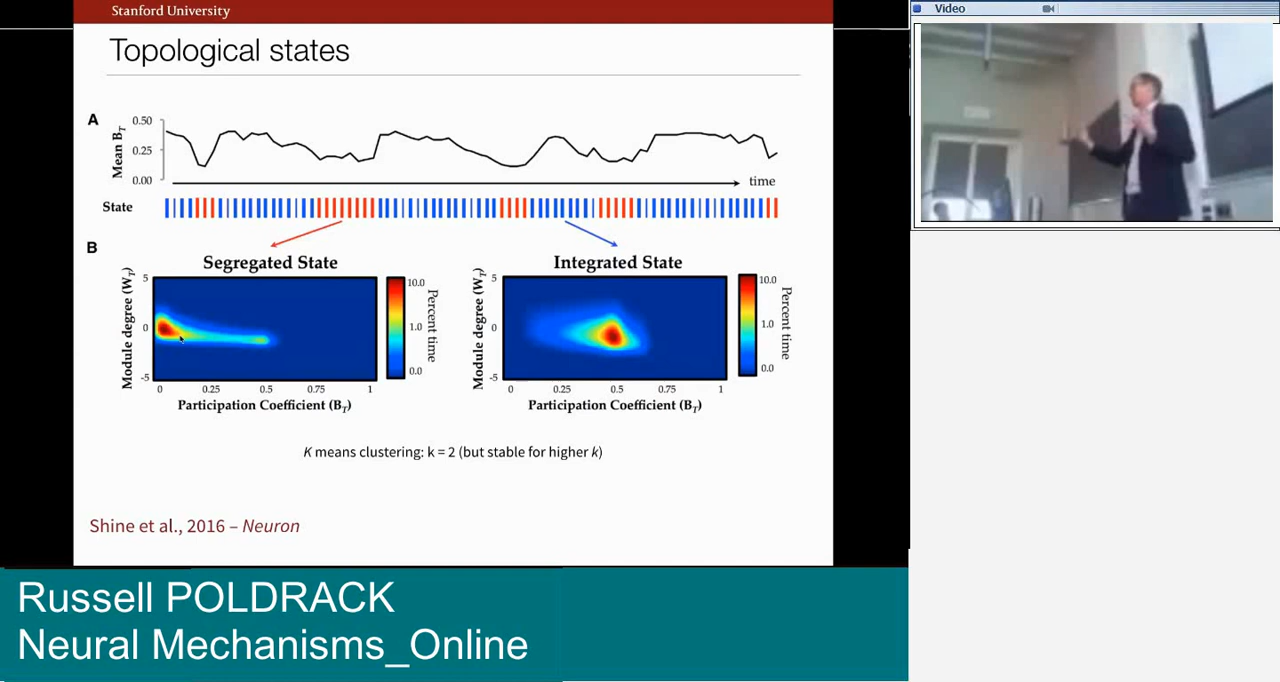 Stanford University
Topological states
A
Mean B_T
0.50
0.25
0.00
time
State
B
Segregated State
Module degree (W_T)
5
0
-5
0 0.25 0.5 0.75 1
Participation Coefficient (B_T)
10.0
1.0
0.0
Percent time
Integrated State
Module degree (W_T)
5
0
-5
0 0.25 0.5 0.75 1
Participation Coefficient (B_T)
10.0
1.0
0.0
Percent time
K means clustering: k = 2 (but stable for higher k)
Shine et al., 2016 – Neuron
Russell POLDRACK
Neural Mechanisms_Online
Video